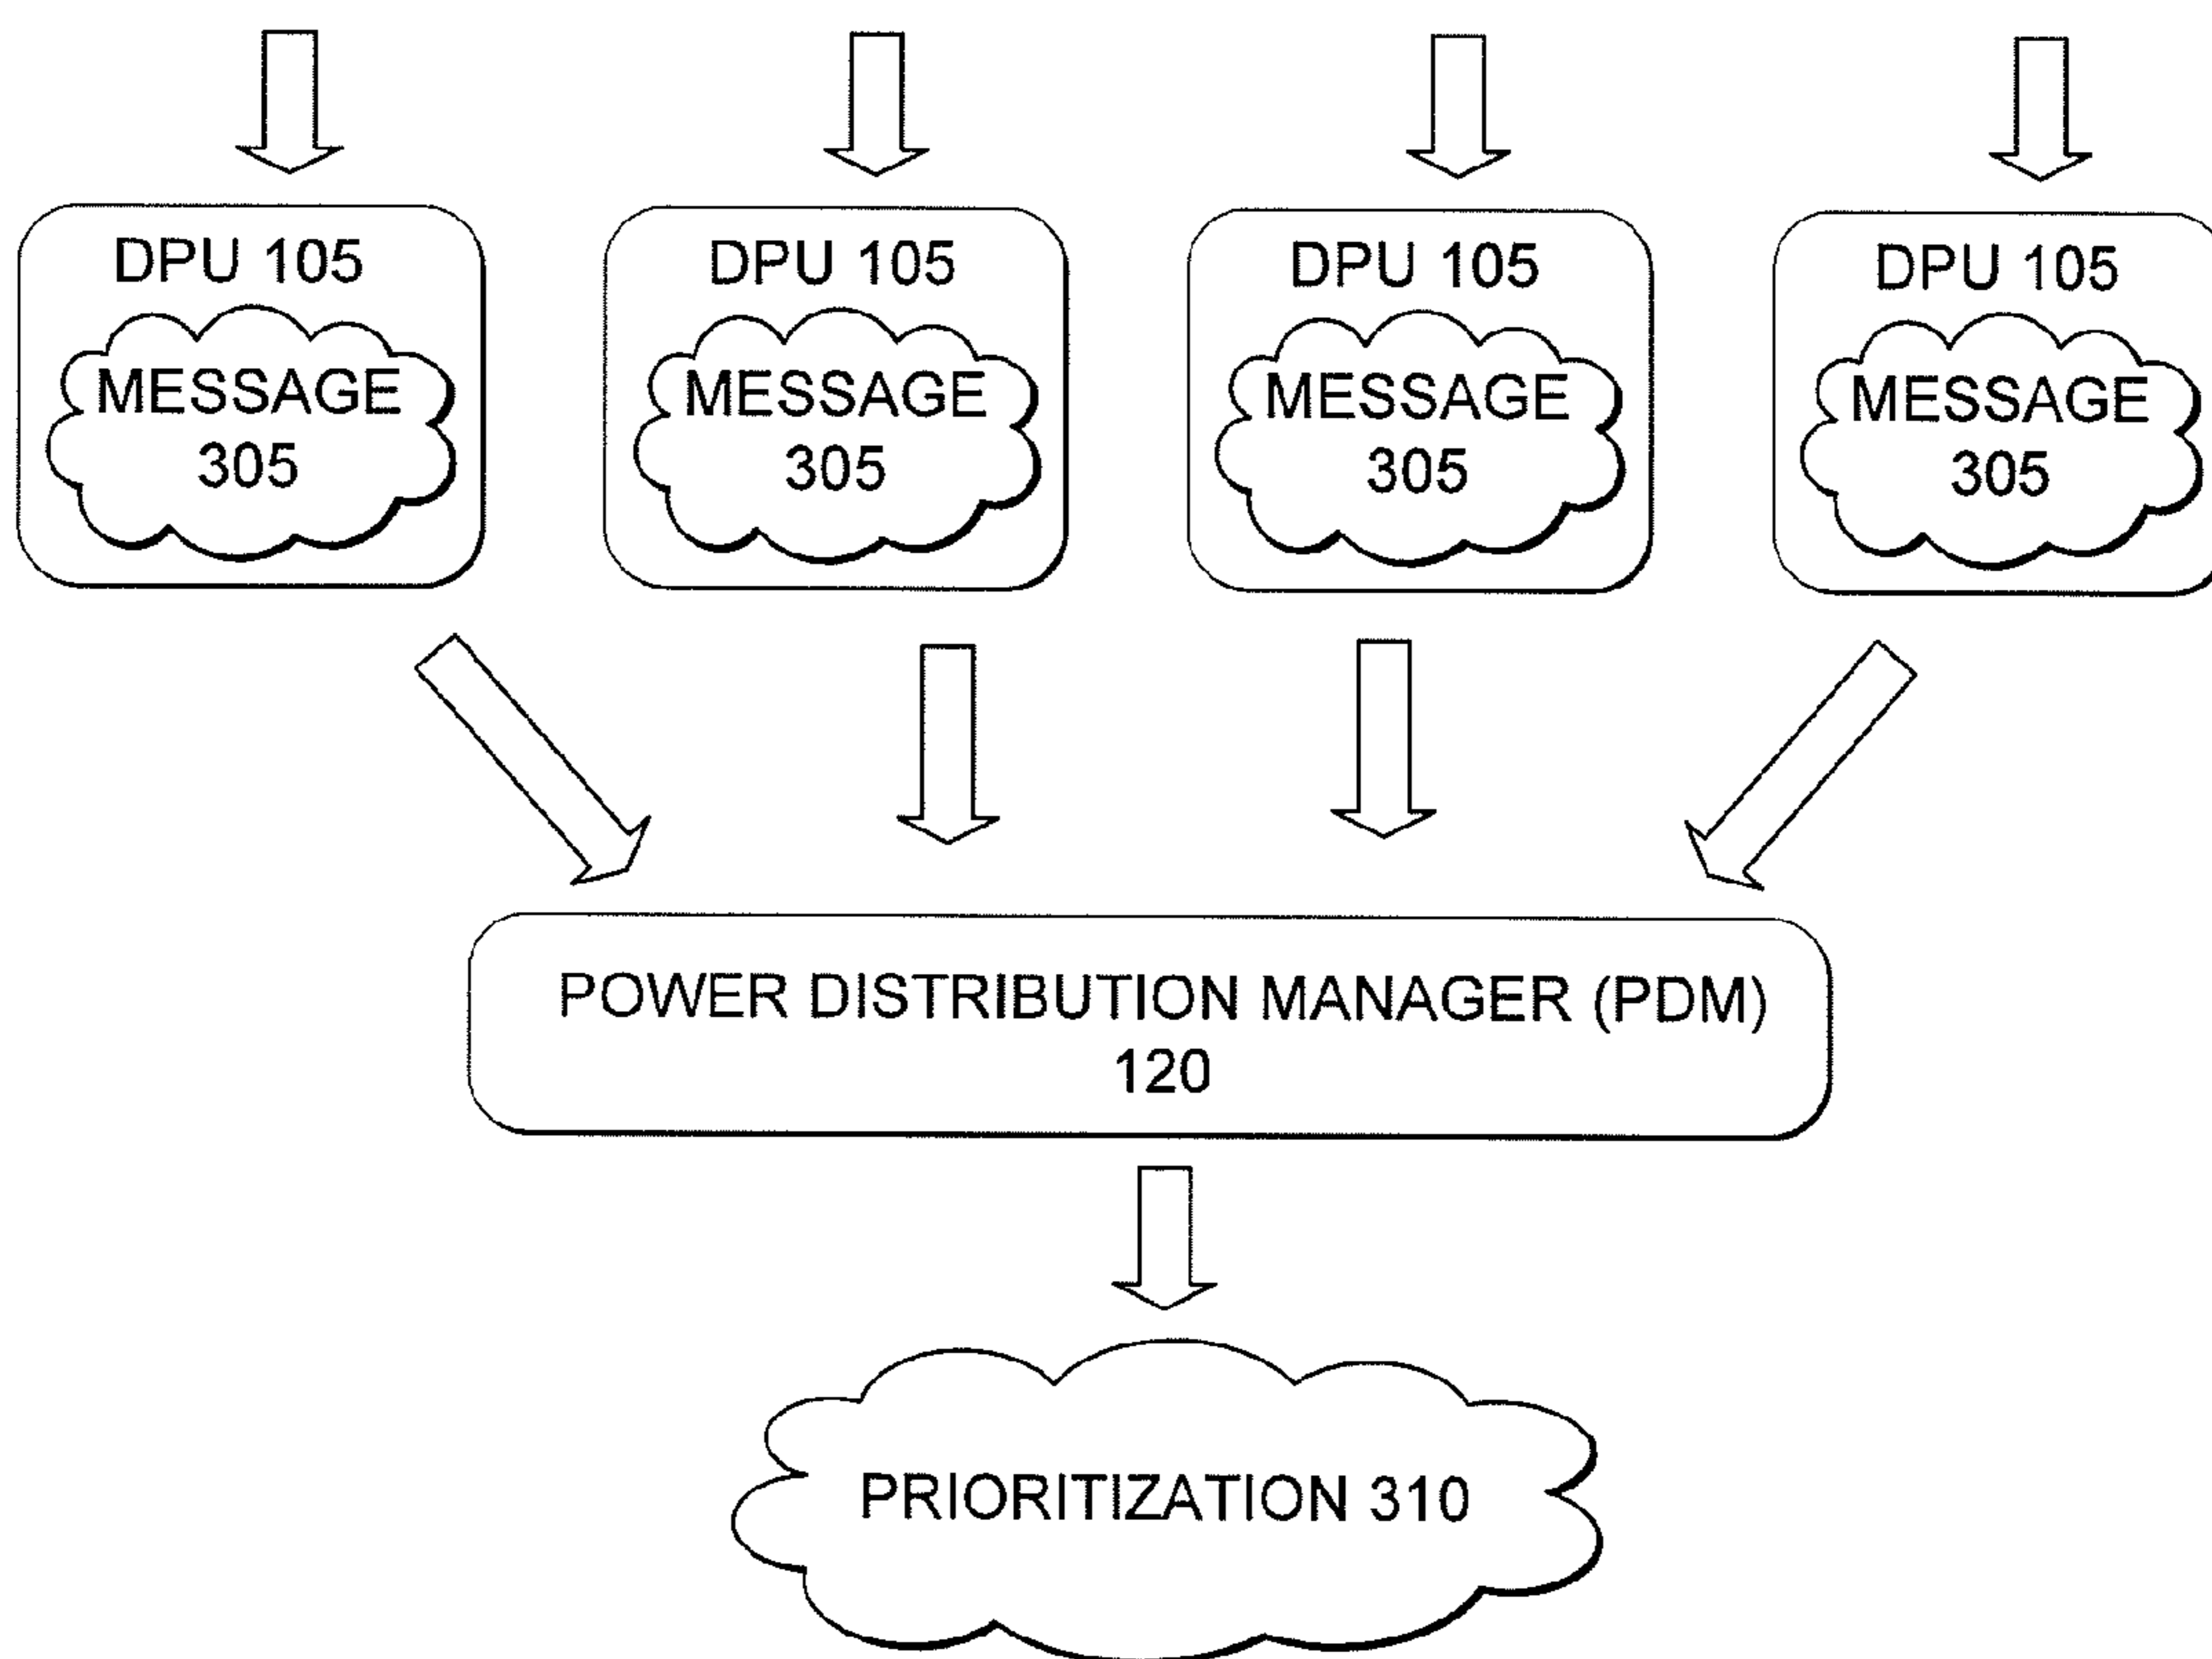 DPU 105
DPU 105
DPU 105
DPU 105
MESSAGE
305
MESSAGE
305
MESSAGE
305
MESSAGE
305
POWER DISTRIBUTION MANAGER (PDM)
120
PRIORITIZATION 310